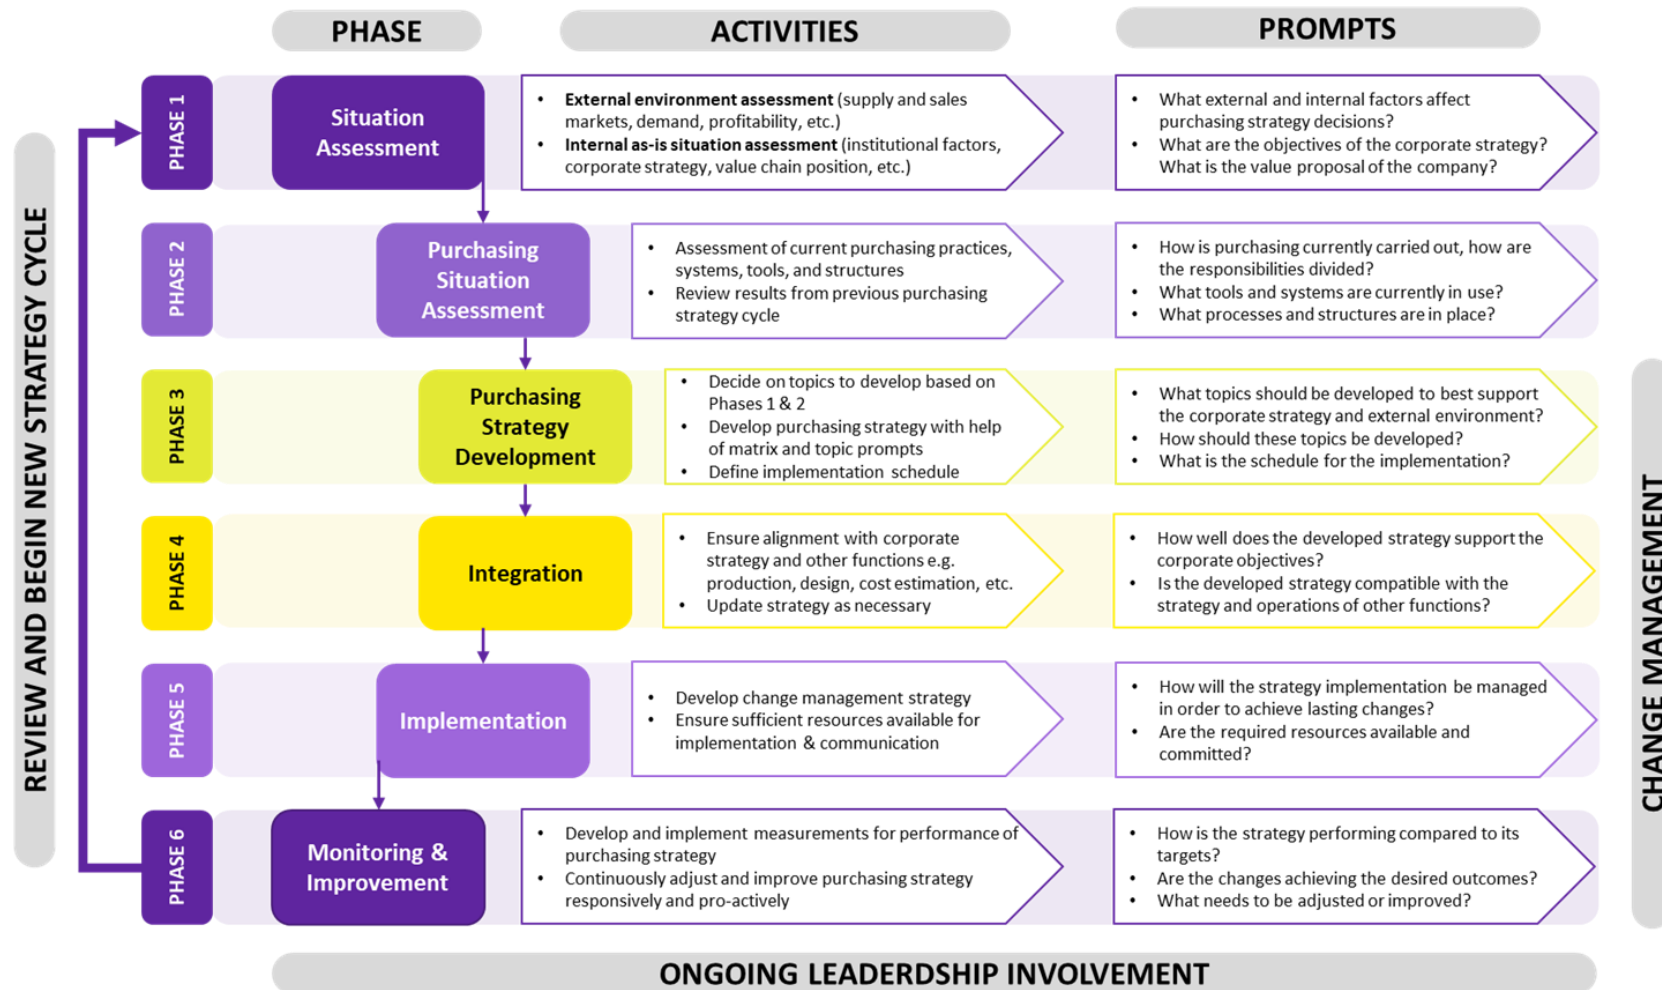 PHASE
ACTIVITIES
PROMPTS
REVIEW AND BEGIN NEW STRATEGY CYCLE
PHASE 1
Situation
Assessment
• External environment assessment (supply and sales
markets, demand, profitability, etc.)
• Internal as-is situation assessment (institutional factors,
corporate strategy, value chain position, etc.)
• What external and internal factors affect
purchasing strategy decisions?
• What are the objectives of the corporate strategy?
What is the value proposal of the company?
PHASE 2
Purchasing
Situation
Assessment
• Assessment of current purchasing practices,
systems, tools, and structures
• Review results from previous purchasing
strategy cycle
• How is purchasing currently carried out, how are
the responsibilities divided?
• What tools and systems are currently in use?
• What processes and structures are in place?
PHASE 3
Purchasing
Strategy
Development
• Decide on topics to develop based on
Phases 1 & 2
• Develop purchasing strategy with help
of matrix and topic prompts
• Define implementation schedule
• What topics should be developed to best support
the corporate strategy and external environment?
• How should these topics be developed?
• What is the schedule for the implementation?
PHASE 4
Integration
• Ensure alignment with corporate
strategy and other functions e.g.
production, design, cost estimation, etc.
• Update strategy as necessary
• How well does the developed strategy support the
corporate objectives?
• Is the developed strategy compatible with the
strategy and operations of other functions?
PHASE 5
Implementation
• Develop change management strategy
• Ensure sufficient resources available for
implementation & communication
• How will the strategy implementation be managed
in order to achieve lasting changes?
• Are the required resources available and
committed?
PHASE 6
Monitoring &
Improvement
• Develop and implement measurements for performance of
purchasing strategy
• Continuously adjust and improve purchasing strategy
responsively and pro-actively
• How is the strategy performing compared to its
targets?
• Are the changes achieving the desired outcomes?
• What needs to be adjusted or improved?
CHANGE MANAGEMENT
ONGOING LEADERDSHIP INVOLVEMENT